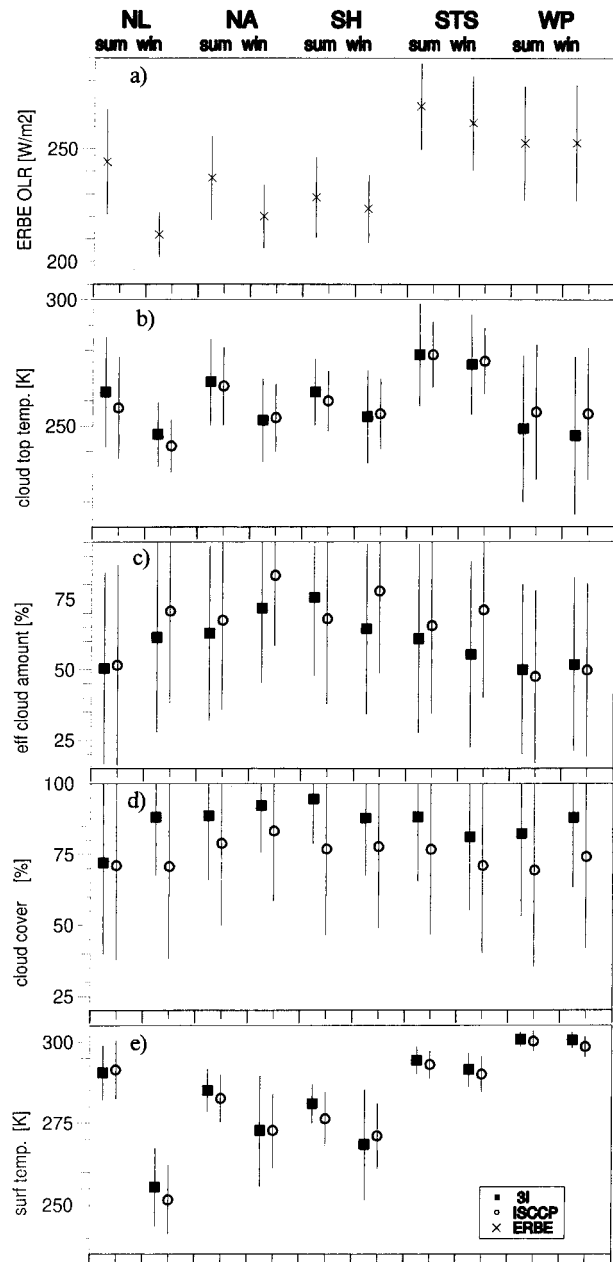 NL NA SH STS WP
sum win sum win sum win sum win sum win
a)
ERBE OLR [W/m2]
250
200
b)
cloud top temp. [K]
300
250
c)
eff cloud amount [%]
75
50
25
d)
cloud cover [%]
100
75
50
25
e)
surf temp. [K]
300
275
250
3I
ISCCP
ERBE